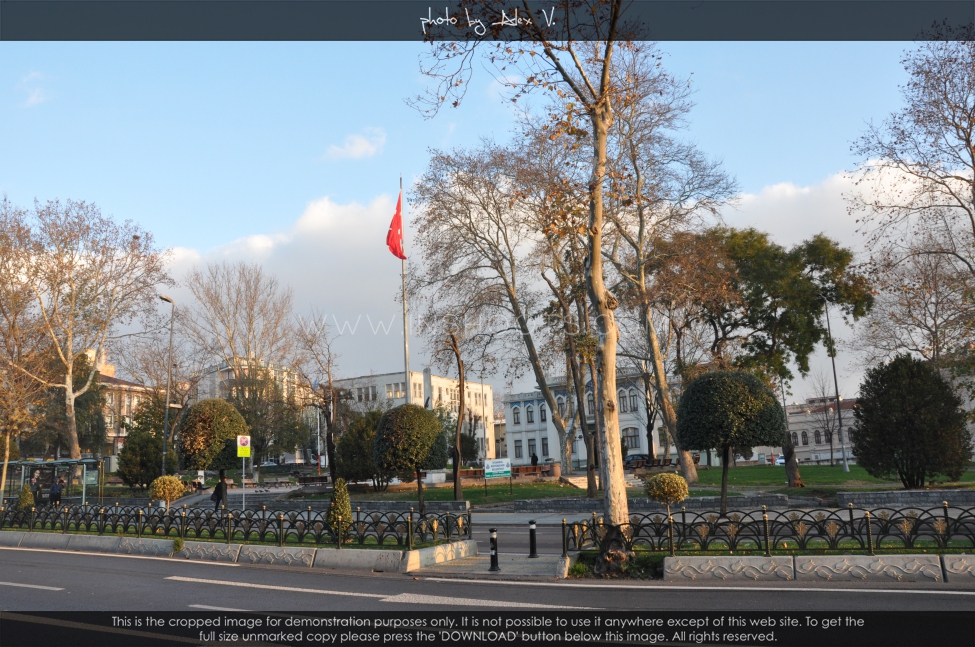 photo by Alex V.
This is the cropped image for demonstration purposes only. It is not possible to use it anywhere except of this web site. To get the
full size unmarked copy please press the 'DOWNLOAD' button below this image. All rights reserved.